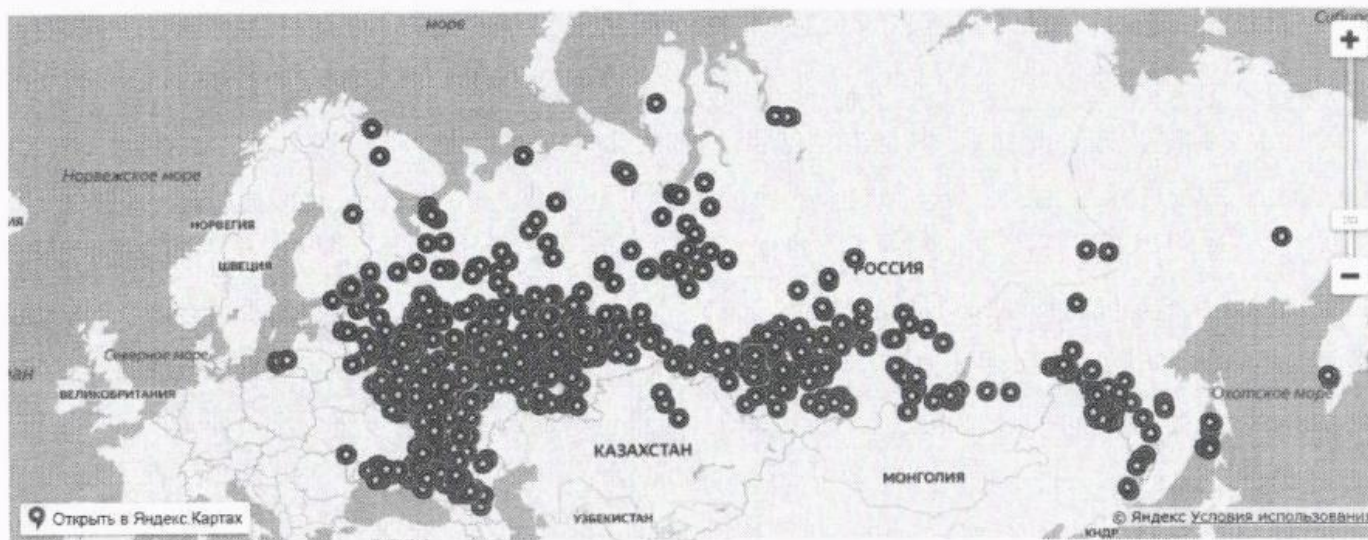 море
+
Норвежское море
НОРВЕГИЯ
ШВЕЦИЯ
РОССИЯ
−
Северное море
ВЕЛИКОБРИТАНИЯ
Охотское море
КАЗАХСТАН
МОНГОЛИЯ
Открыть в Яндекс.Картах
УЗБЕКИСТАН
© Яндекс Условия использования
КНДР